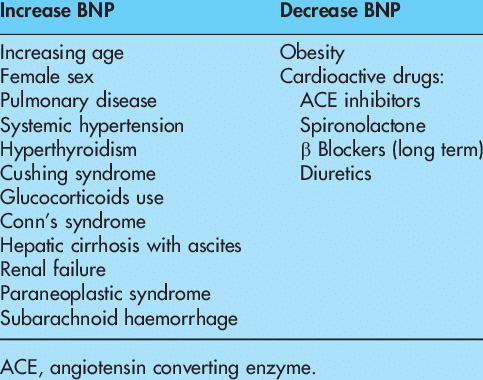 Increase BNP
Decrease BNP
Increasing age
Obesity
Female sex
Cardioactive drugs:
Pulmonary disease
ACE inhibitors
Systemic hypertension
Spironolactone
Hyperthyroidism
β Blockers (long term)
Cushing syndrome
Diuretics
Glucocorticoids use
Conn's syndrome
Hepatic cirrhosis with ascites
Renal failure
Paraneoplastic syndrome
Subarachnoid haemorrhage
ACE, angiotensin converting enzyme.